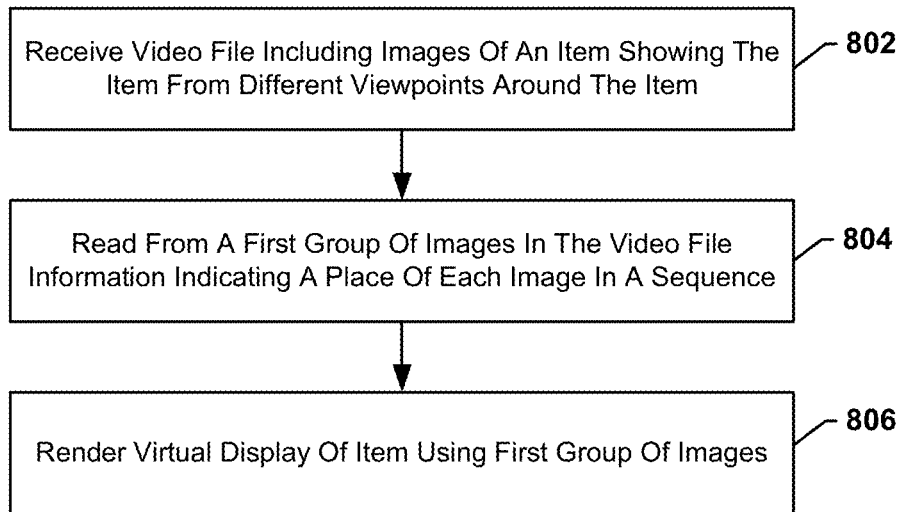 Receive Video File Including Images Of An Item Showing The
Item From Different Viewpoints Around The Item
802
Read From A First Group Of Images In The Video File
Information Indicating A Place Of Each Image In A Sequence
804
Render Virtual Display Of Item Using First Group Of Images
806